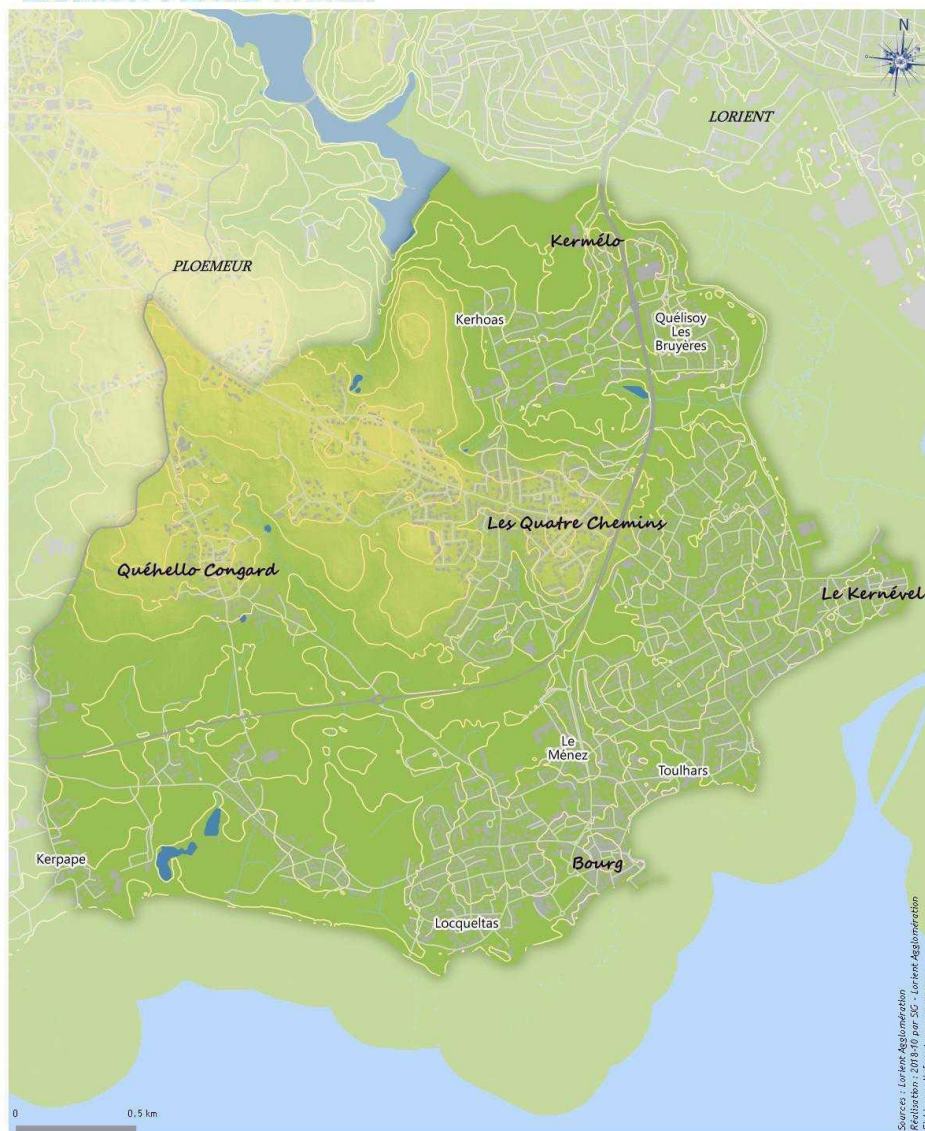 N
LORIENT
Kermélo
PLOEMEUR
Kerhoas
Quélisoy
Les
Bruyères
Les Quatre Chemins
Quéhello Congard
Le Kernével
Le
Ménez
Toulhars
Kerpape
Bourg
Locqueltas
0
0.5 km
Sources : Lorient Agglomération
Réalisation : 2018-10 par SIG - Lorient Agglomération